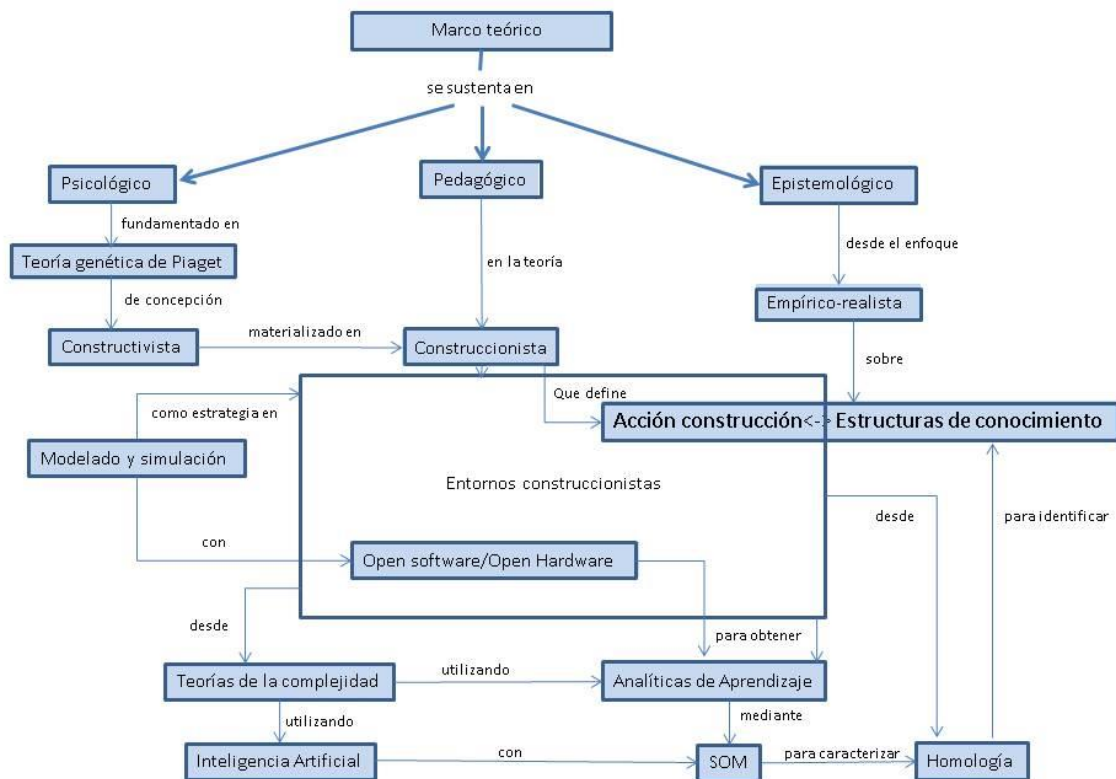 Marco teórico
se sustenta en
Psicológico
Pedagógico
Epistemológico
fundamentado en
desde el enfoque
Teoría genética de Piaget
en la teoría
de concepción
Empírico-realista
Constructivista
materializado en
Construccionista
sobre
Que define
como estrategia en
Acción construcción<-> Estructuras de conocimiento
Modelado y simulación
Entornos construccionistas
desde
para identificar
con
Open software/Open Hardware
desde
para obtener
Teorías de la complejidad
utilizando
Analíticas de Aprendizaje
utilizando
mediante
Inteligencia Artificial
con
SOM
para caracterizar
Homología